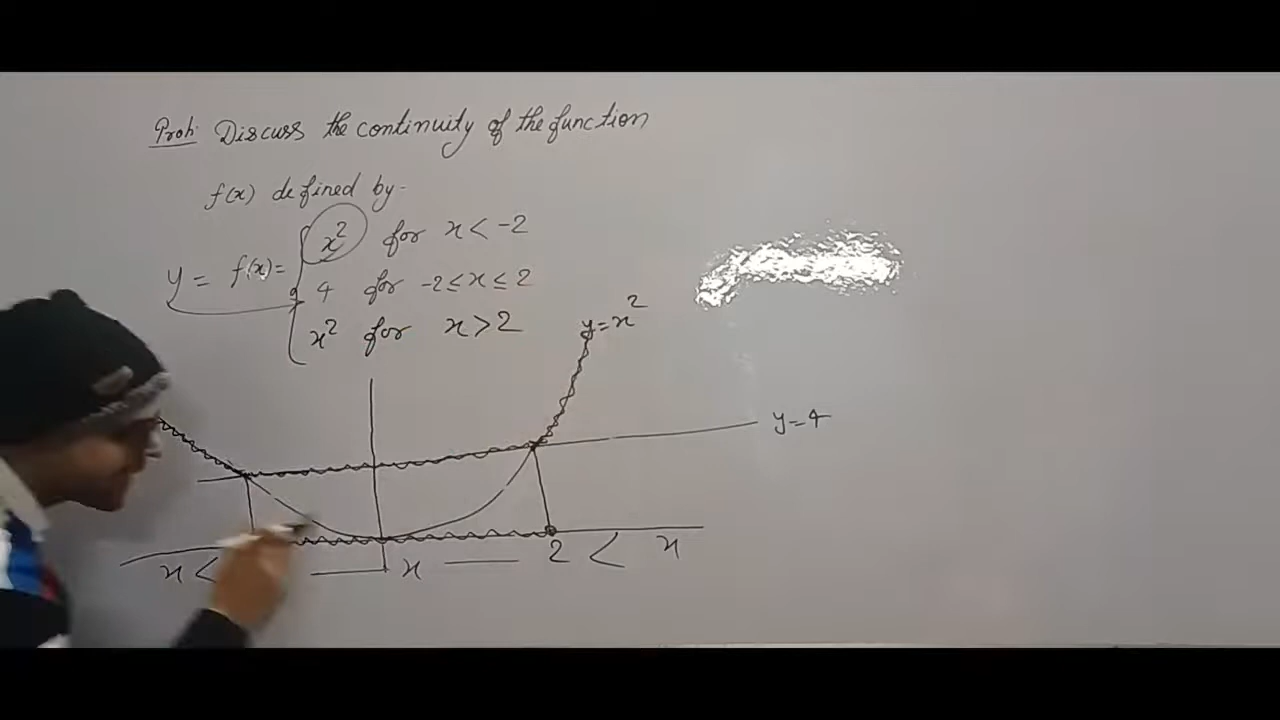 Prob: Discuss the continuity of the function
f(x) defined by-
x² for x < -2
y = f(x) = 4 for -2 ≤ x ≤ 2
x² for x > 2
y = x²
y = 4
x < x 2 < x